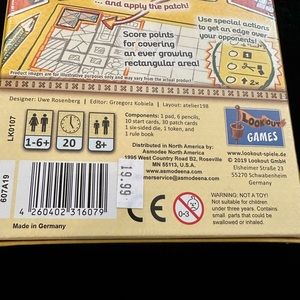 ... and apply the patch!
Score points
for covering
an ever growing
rectangular area!
Use special actions
to get an edge over
your opponents!
Product images are for illustrative purposes only and may vary from the actual product.
Designer: Uwe Rosenberg | Editor: Grzegorz Kobiela | Layout: atelier198
LK0107
1-6+
20
8+
Contents: 1 rule book, 6 pencils,
10 start cards, 30 patch cards
1 six-sided die, 1 token, and
1 rule book
Distributed in North America by:
Asmodee North America
1995 West Country Road B2, Roseville
MN 55113, U.S.A.
www.asmodeena.com
LOOKOUT
GAMES
www.lookout-spiele.de
© 2019 Lookout GmbH
Elsheimer Straße 23
55270 Schwabenheim
Germany
607A19
4 260402 316079
19.99
Made in Germany
CE
0-3
WARNING: NOT A TOY!
Not suitable for children
under three years. Contains
small parts that could be
swallowed or inhaled.